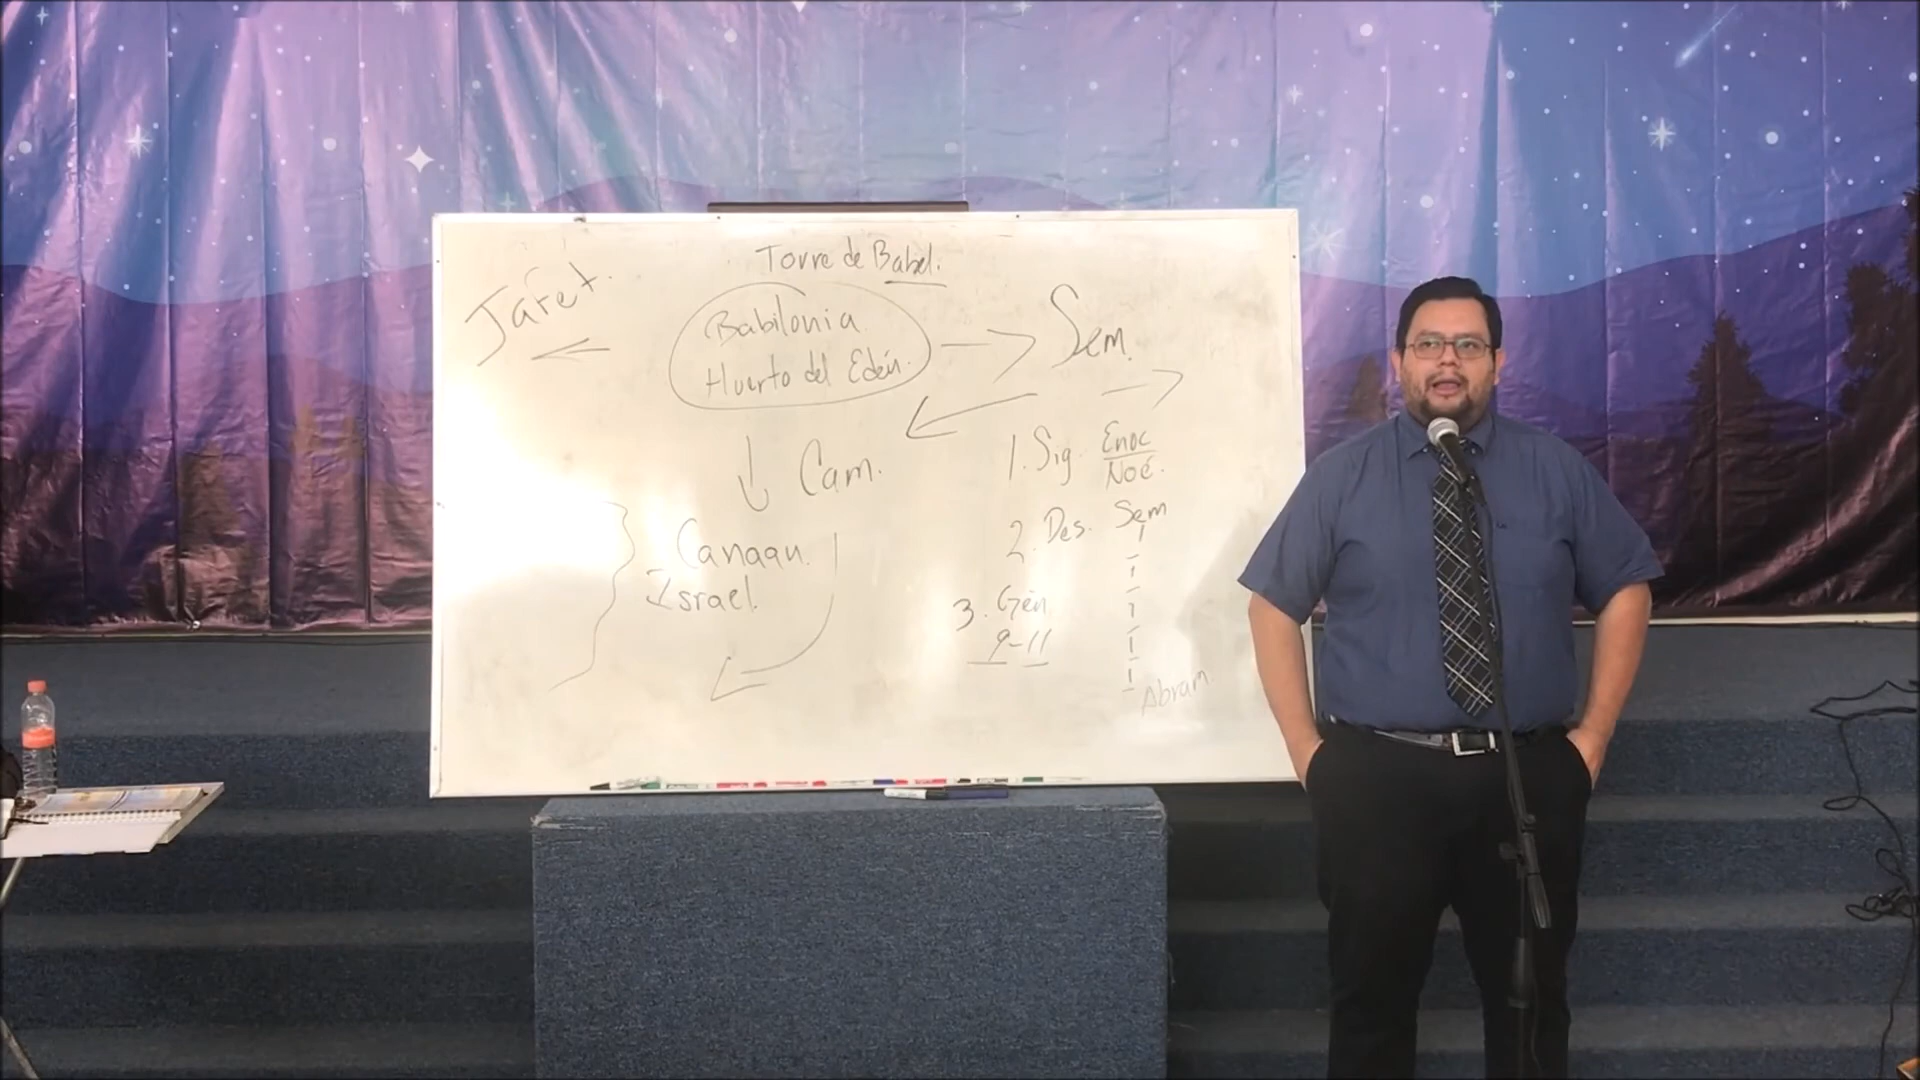 Torre de Babel.
Jafet.
Babilonia
Huerto del Edén.
Sem.
Cam.
Canaan.
Israel.
1. Sig. Enoc
Noé.
2. Des. Sem
3. Gén
9-11
Abram